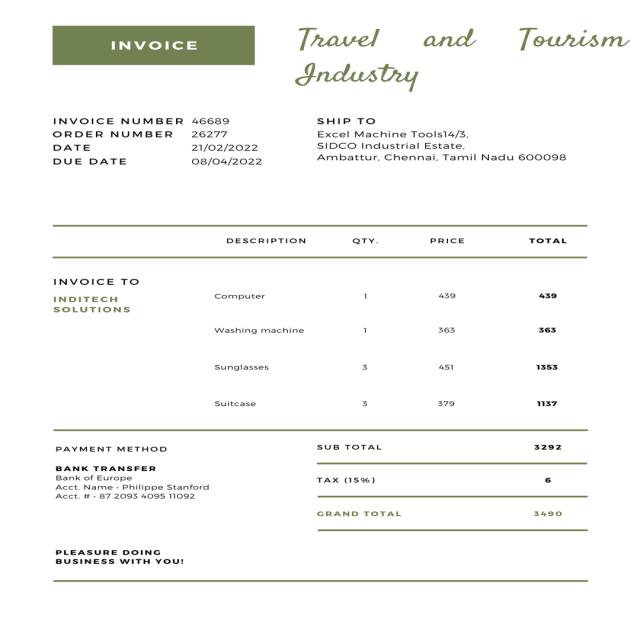 INVOICE
Travel and Tourism
Industry
INVOICE NUMBER 46689
ORDER NUMBER 26277
DATE 21/02/2022
DUE DATE 08/04/2022
SHIP TO
Excel Machine Tools14/3,
SIDCO Industrial Estate,
Ambattur, Chennai, Tamil Nadu 600098
DESCRIPTION QTY. PRICE TOTAL
INVOICE TO
INDITECH
SOLUTIONS
Computer 1 439 439
Washing machine 1 363 363
Sunglasses 3 451 1353
Suitcase 3 379 1137
PAYMENT METHOD
BANK TRANSFER
Bank of Europe
Acct. Name - Philippe Stanford
Acct. # - 87 2093 4095 11092
SUB TOTAL 3292
TAX (15%) 6
GRAND TOTAL 3490
PLEASURE DOING
BUSINESS WITH YOU!